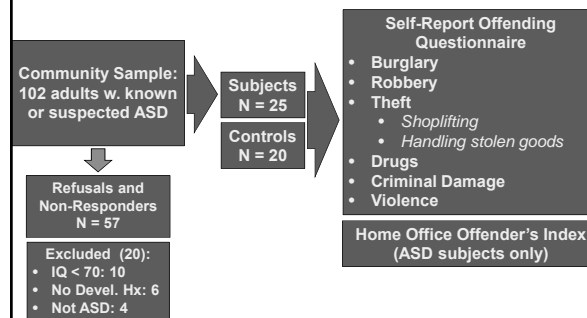 Community Sample:
102 adults w. known
or suspected ASD
Refusals and
Non-Responders
N = 57
Excluded (20):
• IQ < 70: 10
• No Devel. Hx: 6
• Not ASD: 4
Subjects
N = 25
Controls
N = 20
Self-Report Offending
Questionnaire
• Burglary
• Robbery
• Theft
• Shoplifting
• Handling stolen goods
• Drugs
• Criminal Damage
• Violence
Home Office Offender's Index
(ASD subjects only)